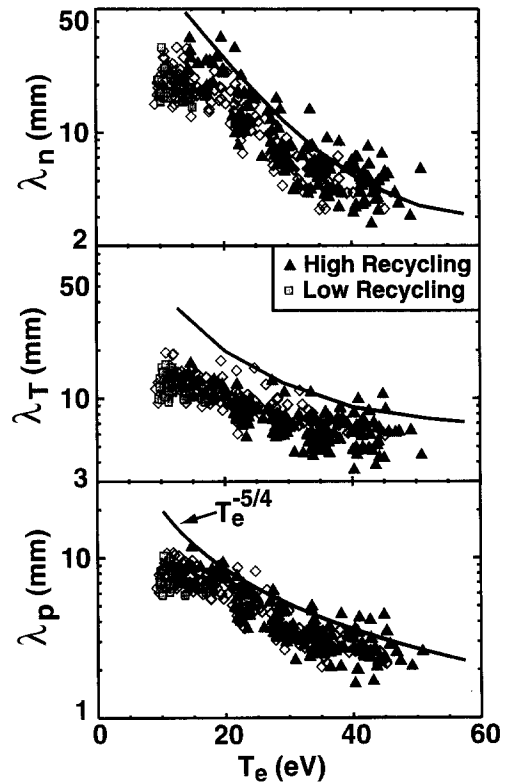 50
10
2
λn (mm)
▲ High Recycling
Low Recycling
50
10
3
λT (mm)
Te^-5/4
10
1
λp (mm)
0 20 40 60
Te (eV)